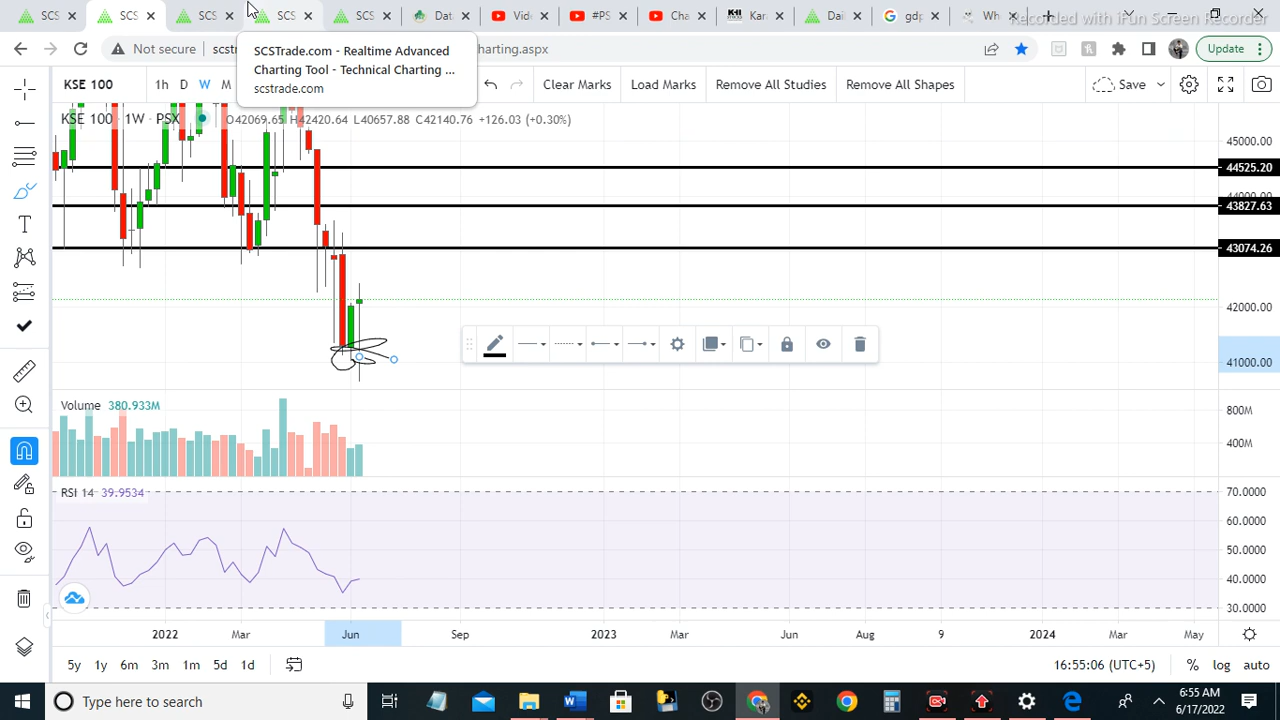 SCS
SCS
SCS
SCS
SCS
Dat
Vid
#PS
Cha
K-H
Kar
Dai
gdp
Wh
Recorded with iFun Screen Recorder
Not secure
scstr
harting.aspx
Update
SCSTrade.com - Realtime Advanced
Charting Tool - Technical Charting ...
scstrade.com
KSE 100
1h D W M
Clear Marks
Load Marks
Remove All Studies
Remove All Shapes
Save
KSE 100 · 1W · PSX
O42069.65 H42420.64 L40657.88 C42140.76 +126.03 (+0.30%)
45000.00
44525.20
44000.00
43827.63
43074.26
42000.00
41000.00
Volume 380.933M
800M
400M
RSI 14 39.9534
70.0000
60.0000
50.0000
40.0000
30.0000
2022 Mar Jun Sep 2023 Mar Jun Aug 9 2024 Mar May
5y 1y 6m 3m 1m 5d 1d
16:55:06 (UTC+5) % log auto
Type here to search
6:55 AM
6/17/2022